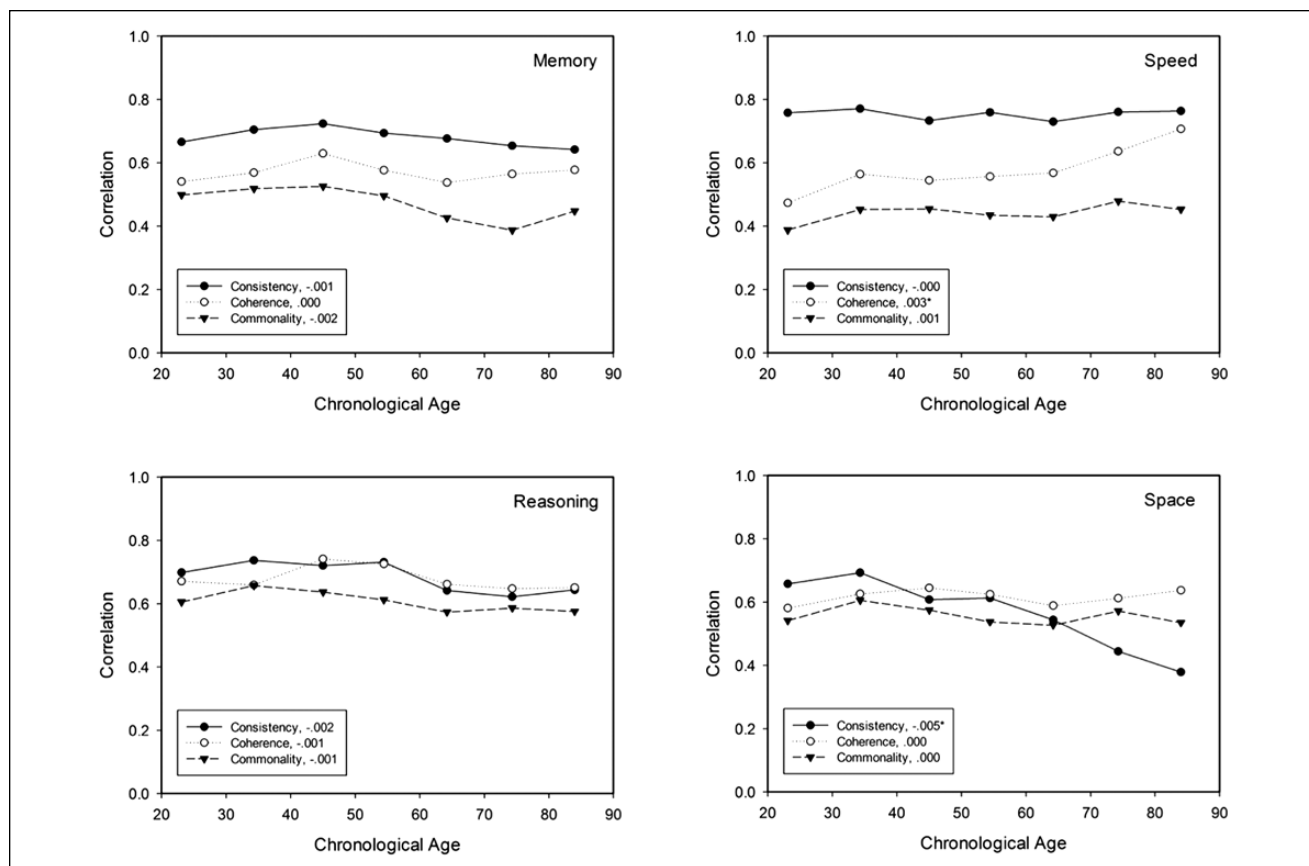 Memory
1.0
0.8
0.6
0.4
0.2
0.0
Correlation
Consistency, -.001
Coherence, .000
Commonality, -.002
20 30 40 50 60 70 80 90
Chronological Age
Speed
1.0
0.8
0.6
0.4
0.2
0.0
Correlation
Consistency, -.000
Coherence, .003*
Commonality, .001
20 30 40 50 60 70 80 90
Chronological Age
Reasoning
1.0
0.8
0.6
0.4
0.2
0.0
Correlation
Consistency, -.002
Coherence, -.001
Commonality, -.001
20 30 40 50 60 70 80 90
Chronological Age
Space
1.0
0.8
0.6
0.4
0.2
0.0
Correlation
Consistency, -.005*
Coherence, .000
Commonality, .000
20 30 40 50 60 70 80 90
Chronological Age